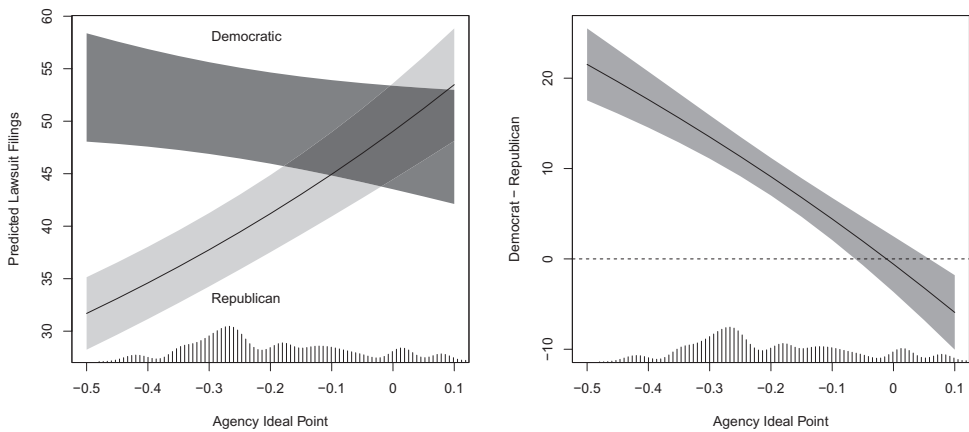 Democratic
Republican
Predicted Lawsuit Filings
60
55
50
45
40
35
30
−0.5 −0.4 −0.3 −0.2 −0.1 0 0.1
Agency Ideal Point
Democrat − Republican
20
10
0
−10
−0.5 −0.4 −0.3 −0.2 −0.1 0 0.1
Agency Ideal Point